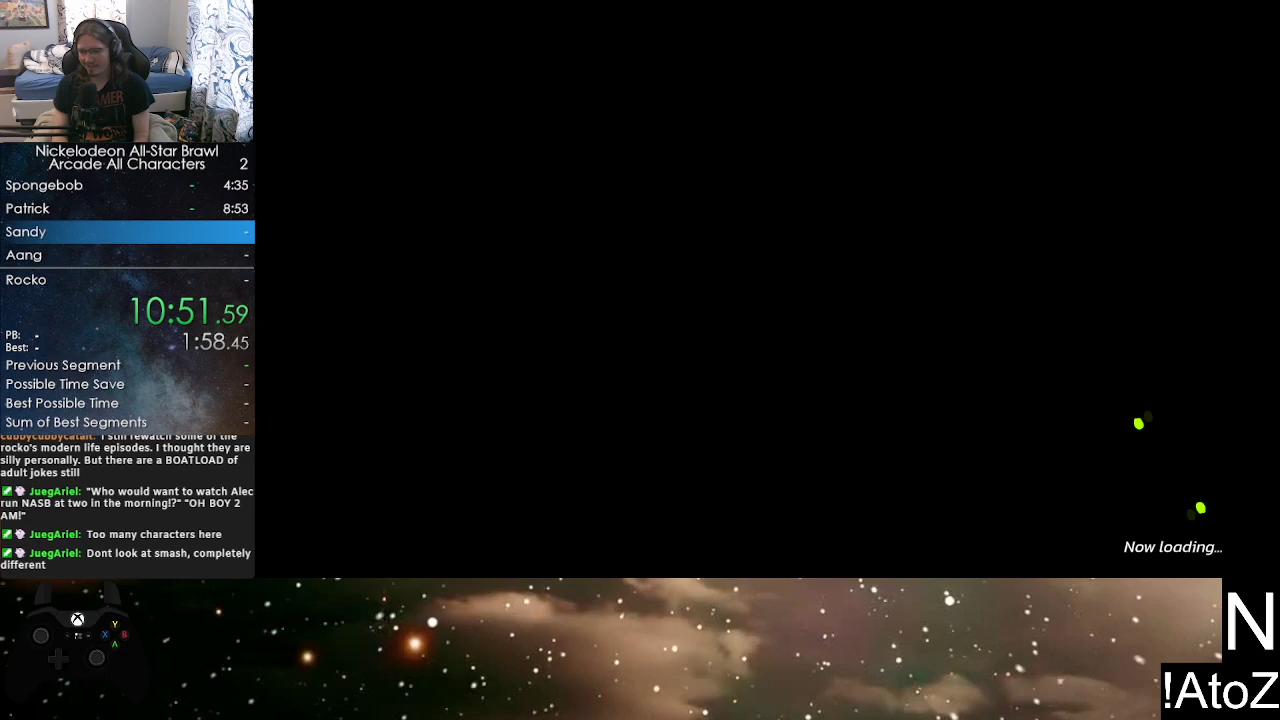 Nickelodeon All-Star Brawl
Arcade All Characters 2
Spongebob - 4:35
Patrick - 8:53
Sandy -
Aang -
Rocko -
10:51.59
PB: - 1:58.45
Best: -
Previous Segment -
Possible Time Save -
Best Possible Time -
Sum of Best Segments -
cubbycubbycatait: I still rewatch some of the
rocko's modern life episodes. I thought they are
silly personally. But there are a BOATLOAD of
adult jokes still
JuegAriel: "Who would want to watch Alec
run NASB at two in the morning!?" "OH BOY 2
AM!"
JuegAriel: Too many characters here
JuegAriel: Dont look at smash, completely
different
Now loading...
Y
X B
A
N
!AtoZ